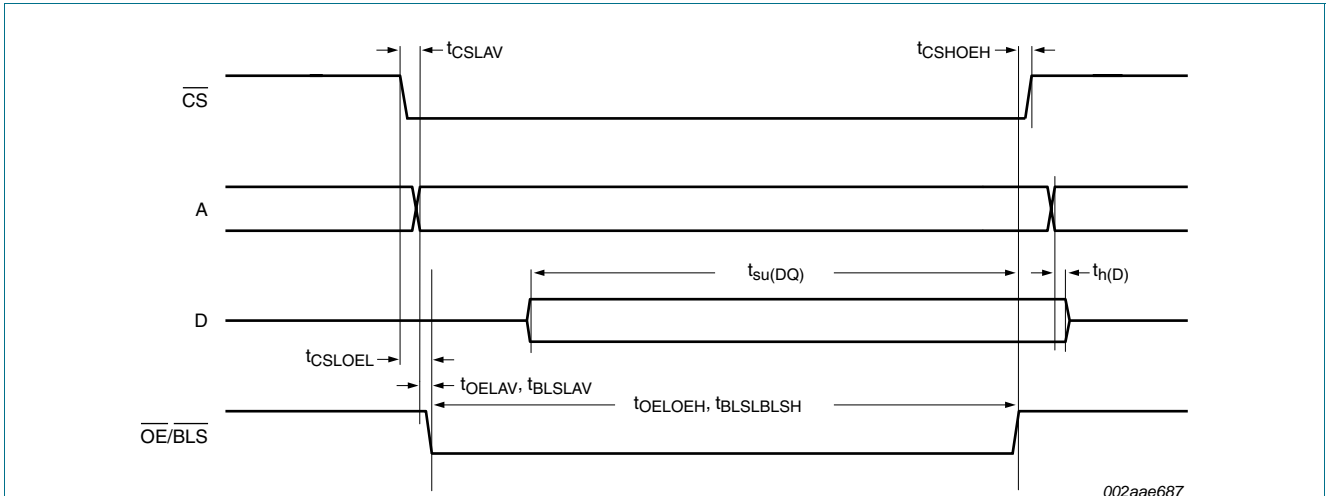 tCSLAV
tCSHOEH
CS
A
tsu(DQ)
th(D)
D
tCSLOEL
tOELAV, tBLSLAV
tOELOEH, tBLSLBLSH
OE/BLS
002aae687